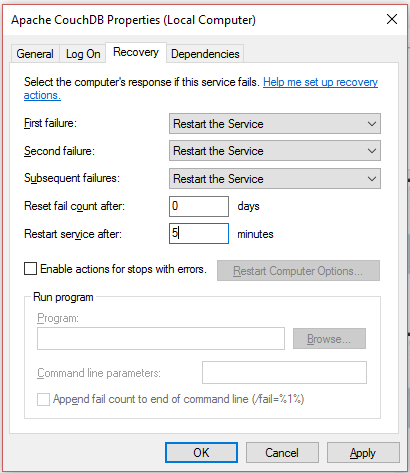 Apache CouchDB Properties (Local Computer)
General Log On Recovery Dependencies
Select the computer's response if this service fails. Help me set up recovery
actions.
First failure: Restart the Service
Second failure: Restart the Service
Subsequent failures: Restart the Service
Reset fail count after: 0 days
Restart service after: 5 minutes
Enable actions for stops with errors. Restart Computer Options...
Run program
Program:
Browse...
Command line parameters:
Append fail count to end of command line (/fail=%1%)
OK Cancel Apply